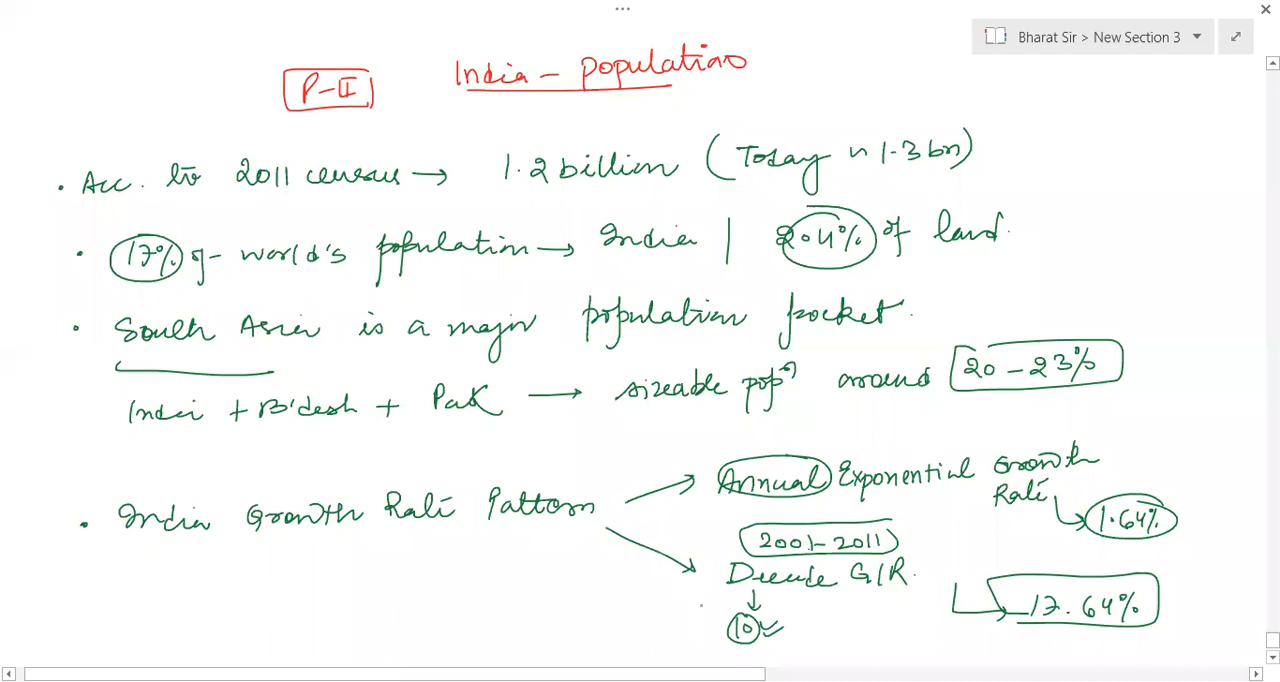 Bharat Sir > New Section 3
P-II India - population
• Acc. to 2011 census → 1.2 billion (Today ~ 1.3 bn)
• 17% of world's population → India | 2.4% of land.
• South Asia is a major population pocket.
India + B'desh + Pak → sizeable popn around 20 - 23%
• India Growth Rate Pattern → Annual Exponential Growth Rate → 1.64%
2001-2011
→ Decade G/R. → 17.64%
↓
10